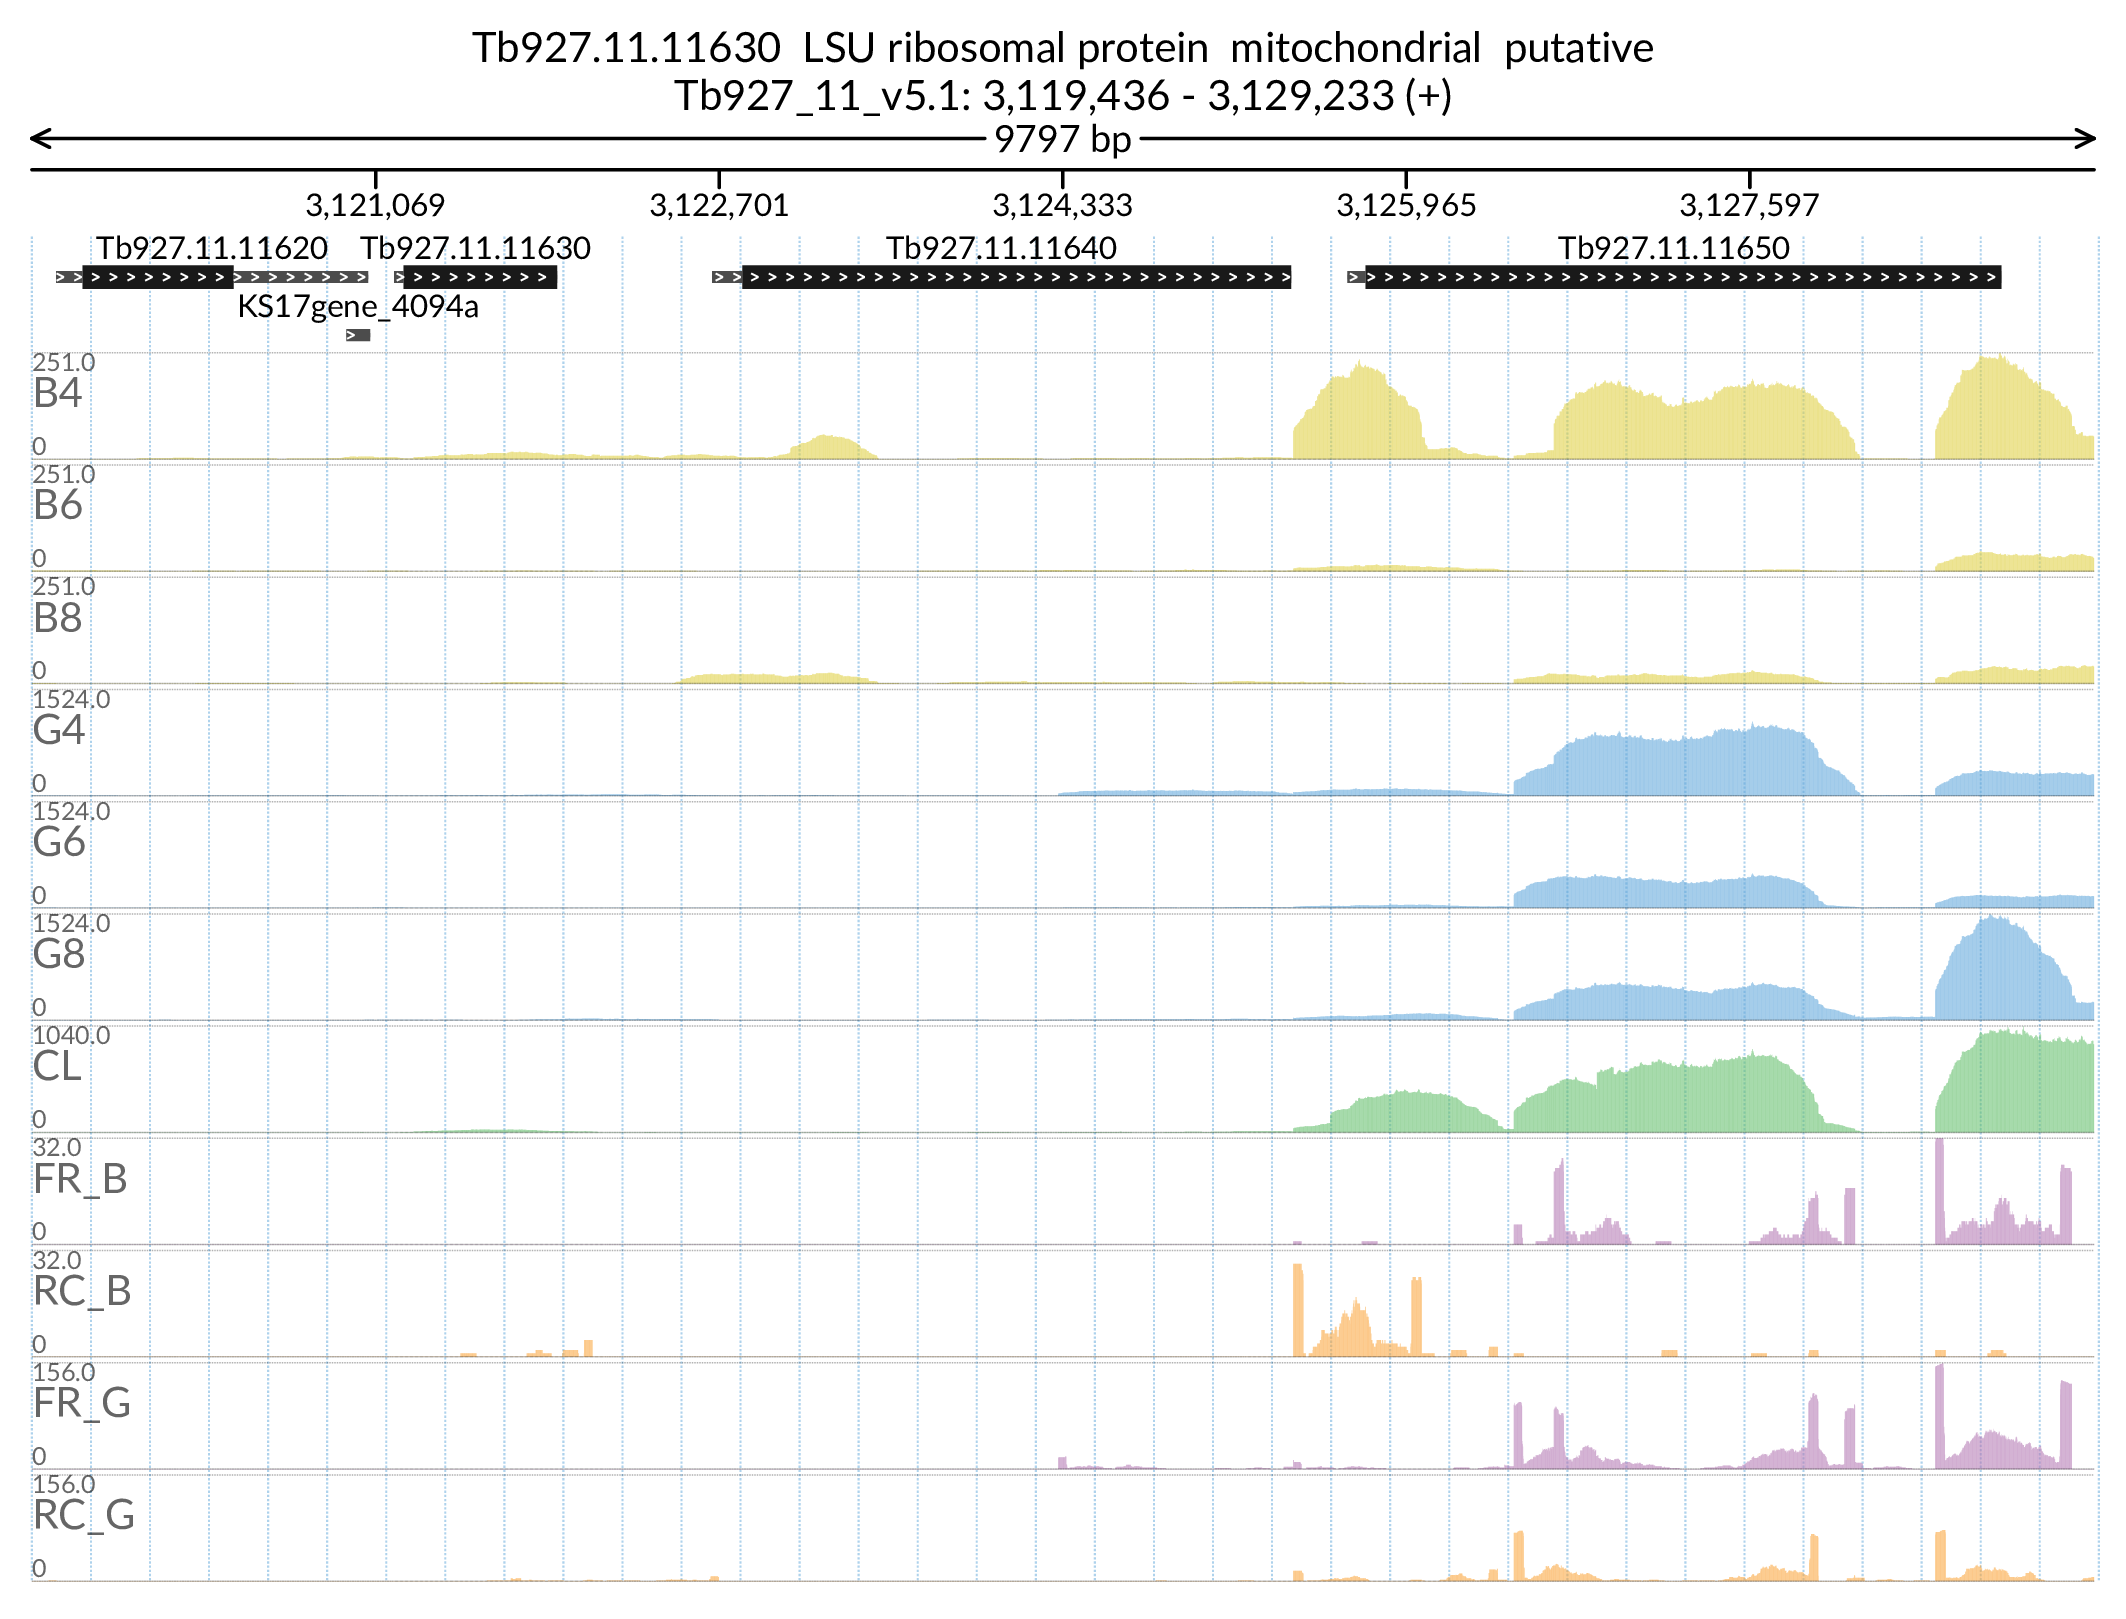 Tb927.11.11630  LSU ribosomal protein  mitochondrial  putative
Tb927_11_v5.1: 3,119,436 - 3,129,233 (+)
9797 bp
3,121,069 3,122,701 3,124,333 3,125,965 3,127,597
Tb927.11.11620 Tb927.11.11630 Tb927.11.11640 Tb927.11.11650
KS17gene_4094a
251.0
B4
0
251.0
B6
0
251.0
B8
0
1524.0
G4
0
1524.0
G6
0
1524.0
G8
0
1040.0
CL
0
32.0
FR_B
0
32.0
RC_B
0
156.0
FR_G
0
156.0
RC_G
0